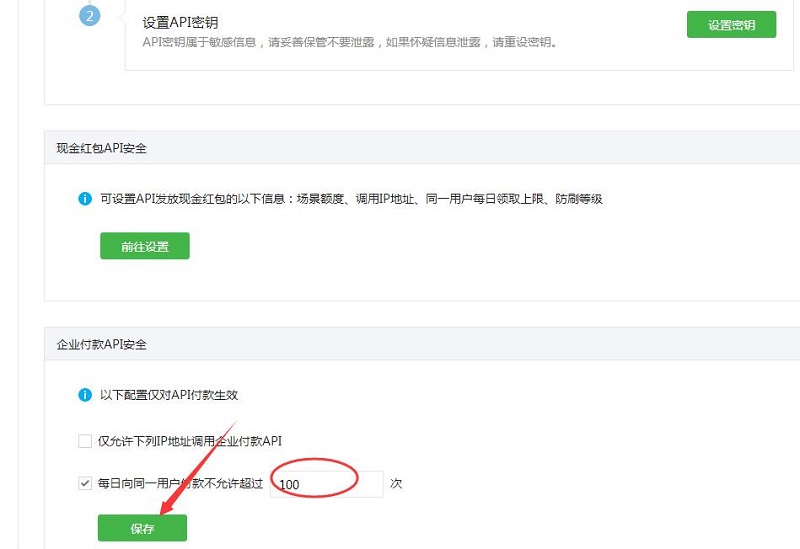 2
设置API密钥
设置密钥
API密钥属于敏感信息，请妥善保管不要泄露，如果怀疑信息泄露，请重设密钥。
现金红包API安全
可设置API发放现金红包的以下信息：场景额度、调用IP地址、同一用户每日领取上限、防刷等级
前往设置
企业付款API安全
以下配置仅对API付款生效
仅允许下列IP地址调用企业付款API
每日向同一用户付款不允许超过 100 次
保存